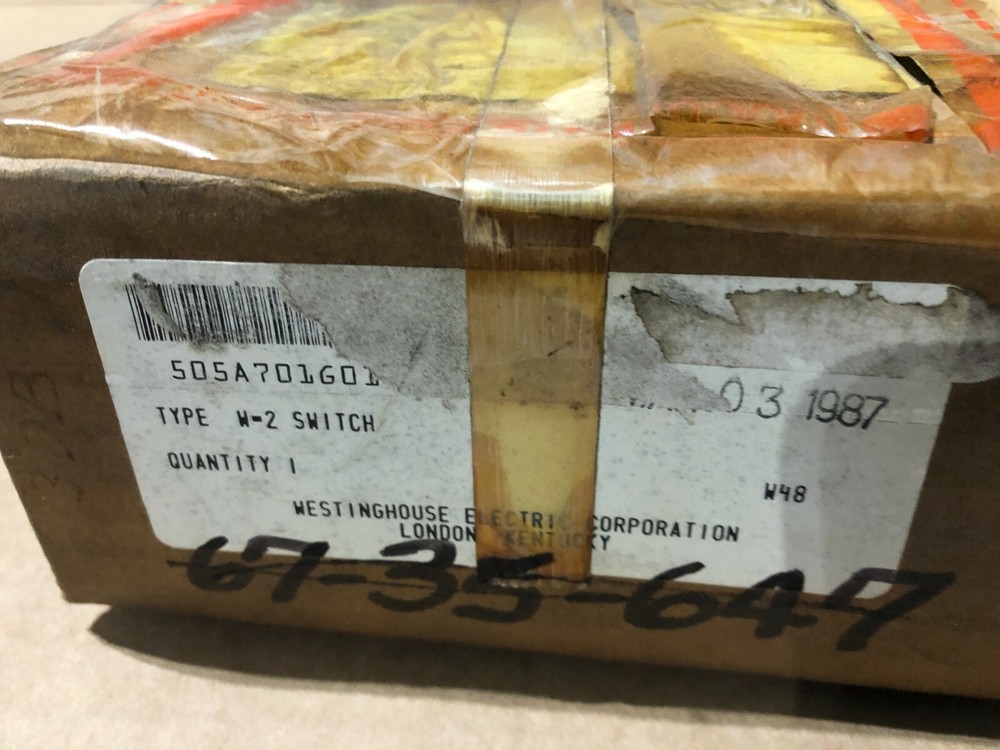 505A701G01
03 1987
TYPE W-2 SWITCH
QUANTITY 1
W48
WESTINGHOUSE ELECTRIC CORPORATION
LONDON KENTUCKY
67-35-647